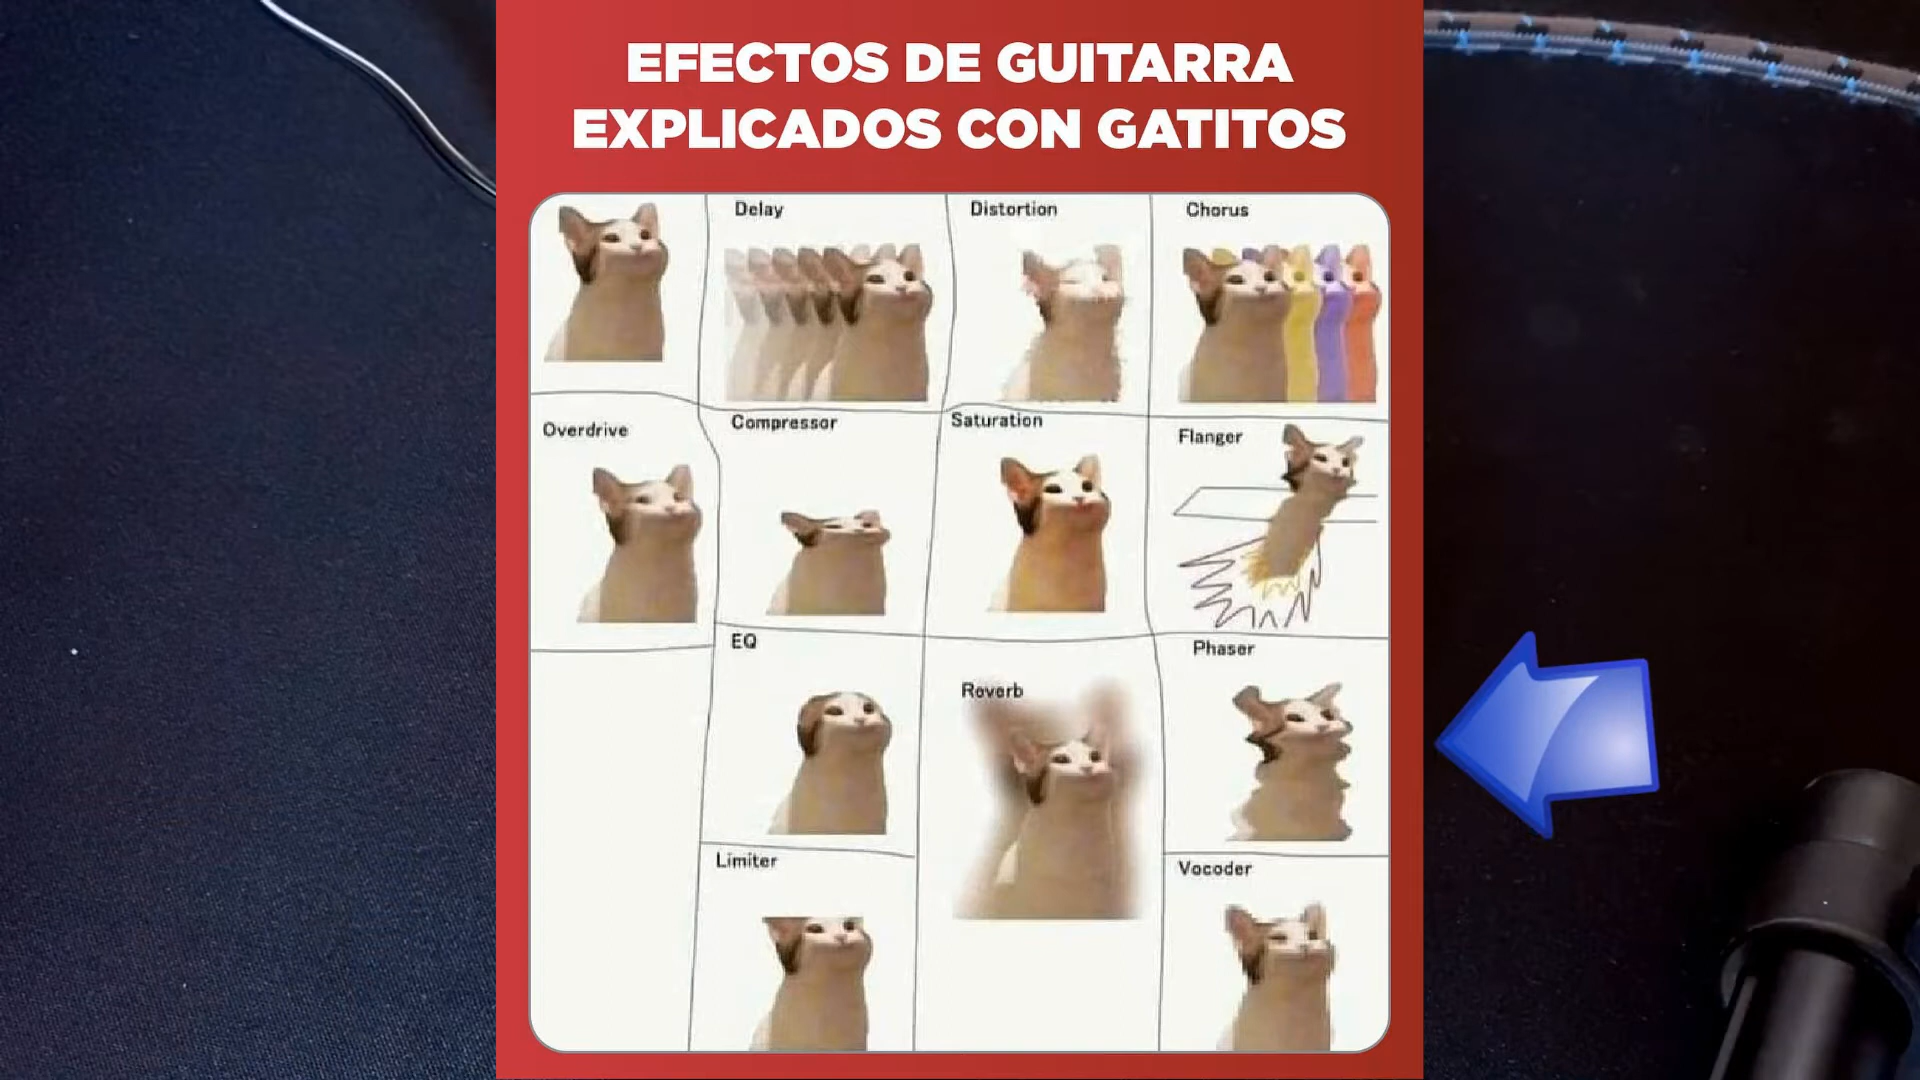 EFECTOS DE GUITARRA
EXPLICADOS CON GATITOS
Delay
Distortion
Chorus
Overdrive
Compressor
Saturation
Flanger
EQ
Reverb
Phaser
Limiter
Vocoder